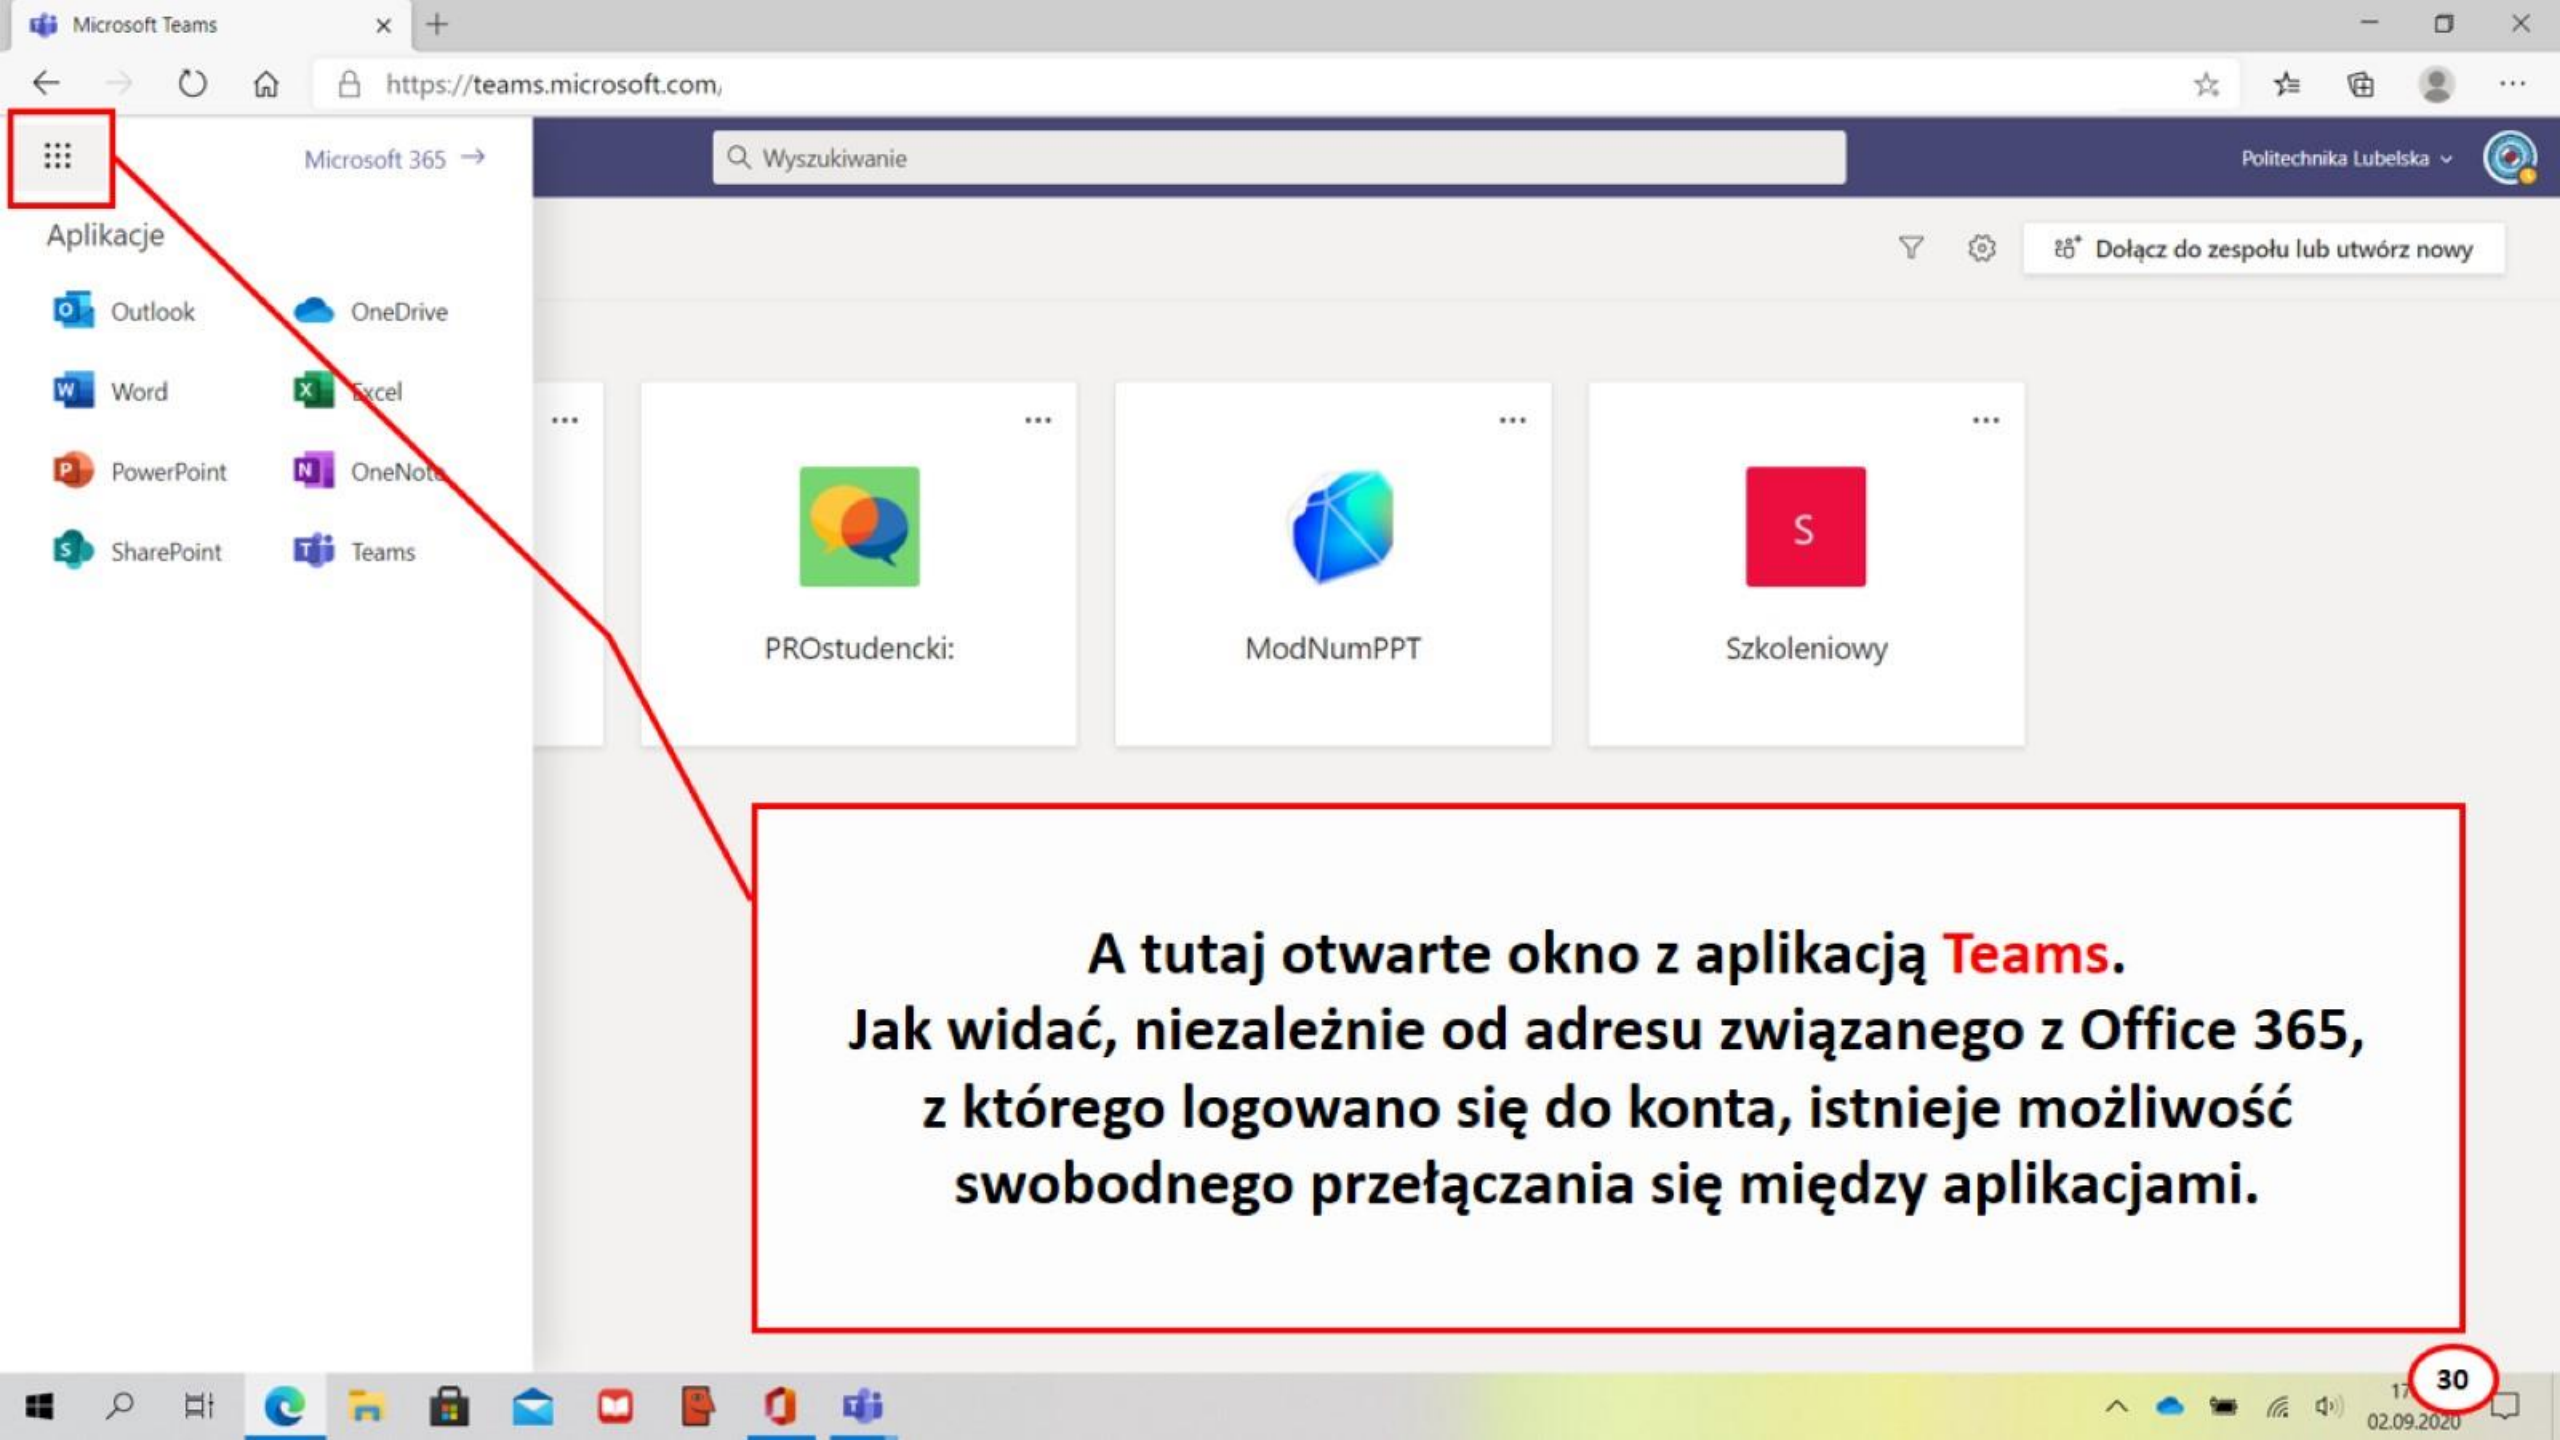 Microsoft Teams
https://teams.microsoft.com/
Microsoft 365 →
Wyszukiwanie
Politechnika Lubelska
Aplikacje
Dołącz do zespołu lub utwórz nowy
Outlook OneDrive
Word Excel
PowerPoint OneNote
SharePoint Teams
S
PROstudencki:
ModNumPPT
Szkoleniowy
A tutaj otwarte okno z aplikacją Teams.
Jak widać, niezależnie od adresu związanego z Office 365,
z którego logowano się do konta, istnieje możliwość
swobodnego przełączania się między aplikacjami.
30
02.09.2020